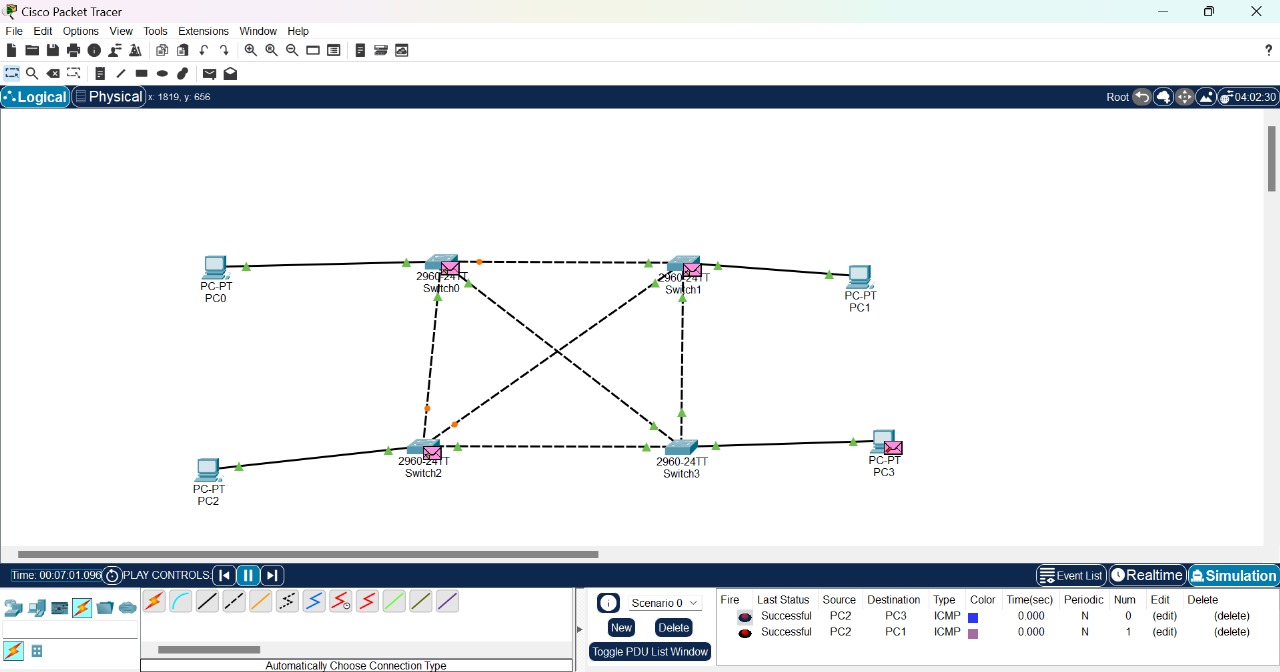 Cisco Packet Tracer
File Edit Options View Tools Extensions Window Help
?
Logical Physical x: 1819, y: 656 Root 04:02:30
PC-PT
PC0
2960-24TT
Switch0
2960-24TT
Switch1
PC-PT
PC1
PC-PT
PC2
2960-24TT
Switch2
2960-24TT
Switch3
PC-PT
PC3
Time: 00:07:01.096 PLAY CONTROLS: Event List Realtime Simulation
Automatically Choose Connection Type
Scenario 0
New Delete
Toggle PDU List Window
Fire Last Status Source Destination Type Color Time(sec) Periodic Num Edit Delete
Successful PC2 PC3 ICMP 0.000 N 0 (edit) (delete)
Successful PC2 PC1 ICMP 0.000 N 1 (edit) (delete)